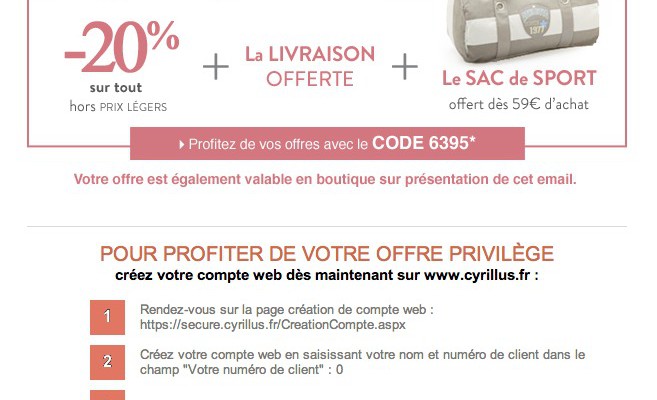 -20%
sur tout
hors PRIX LÉGERS
+
La LIVRAISON
OFFERTE
+
1977
Le SAC de SPORT
offert dès 59€ d'achat
Profitez de vos offres avec le CODE 6395*
Votre offre est également valable en boutique sur présentation de cet email.
POUR PROFITER DE VOTRE OFFRE PRIVILÈGE
créez votre compte web dès maintenant sur www.cyrillus.fr :
1 Rendez-vous sur la page création de compte web :
https://secure.cyrillus.fr/CreationCompte.aspx
2 Créez votre compte web en saisissant votre nom et numéro de client dans le
champ "Votre numéro de client" : 0